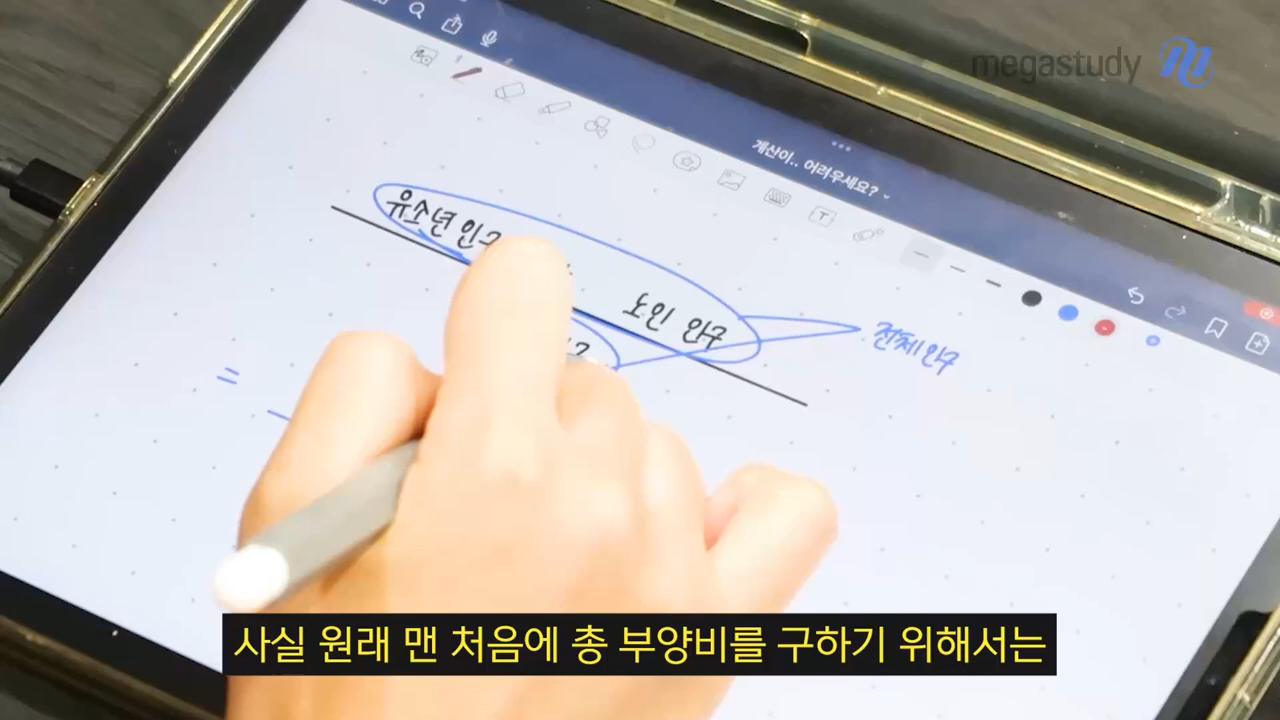 megastudy
계산이.. 어려우세요?
유소년 인구
노인 인구
전체 인구
=
사실 원래 맨 처음에 총 부양비를 구하기 위해서는